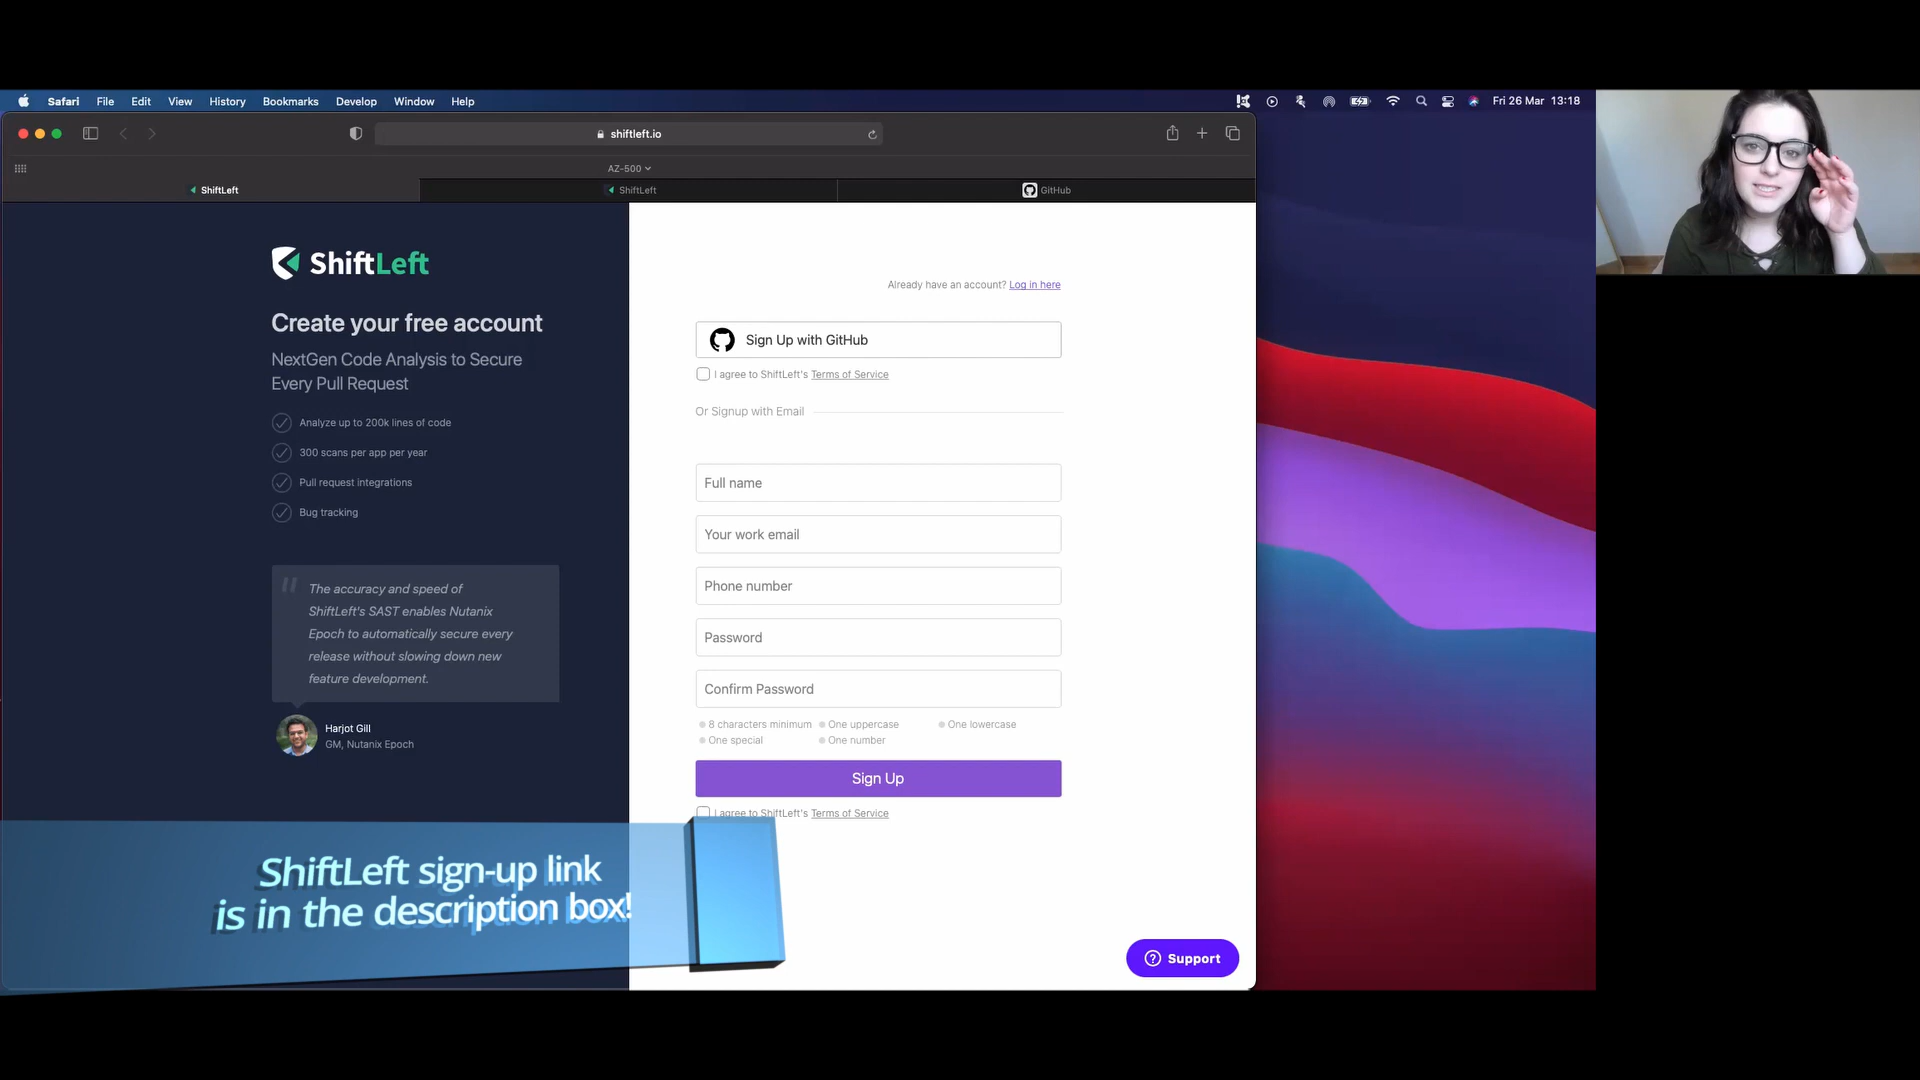 Safari File Edit View History Bookmarks Develop Window Help
Fri 26 Mar 13:18
shiftleft.io
AZ-500
ShiftLeft
ShiftLeft
GitHub
ShiftLeft
Create your free account
NextGen Code Analysis to Secure
Every Pull Request
Analyze up to 200k lines of code
300 scans per app per year
Pull request integrations
Bug tracking
The accuracy and speed of
ShiftLeft's SAST enables Nutanix
Epoch to automatically secure every
release without slowing down new
feature development.
Harjot Gill
GM, Nutanix Epoch
Already have an account? Log in here
Sign Up with GitHub
I agree to ShiftLeft's Terms of Service
Or Signup with Email
Full name
Your work email
Phone number
Password
Confirm Password
8 characters minimum One uppercase One lowercase
One special One number
Sign Up
I agree to ShiftLeft's Terms of Service
ShiftLeft sign-up link
is in the description box!
Support